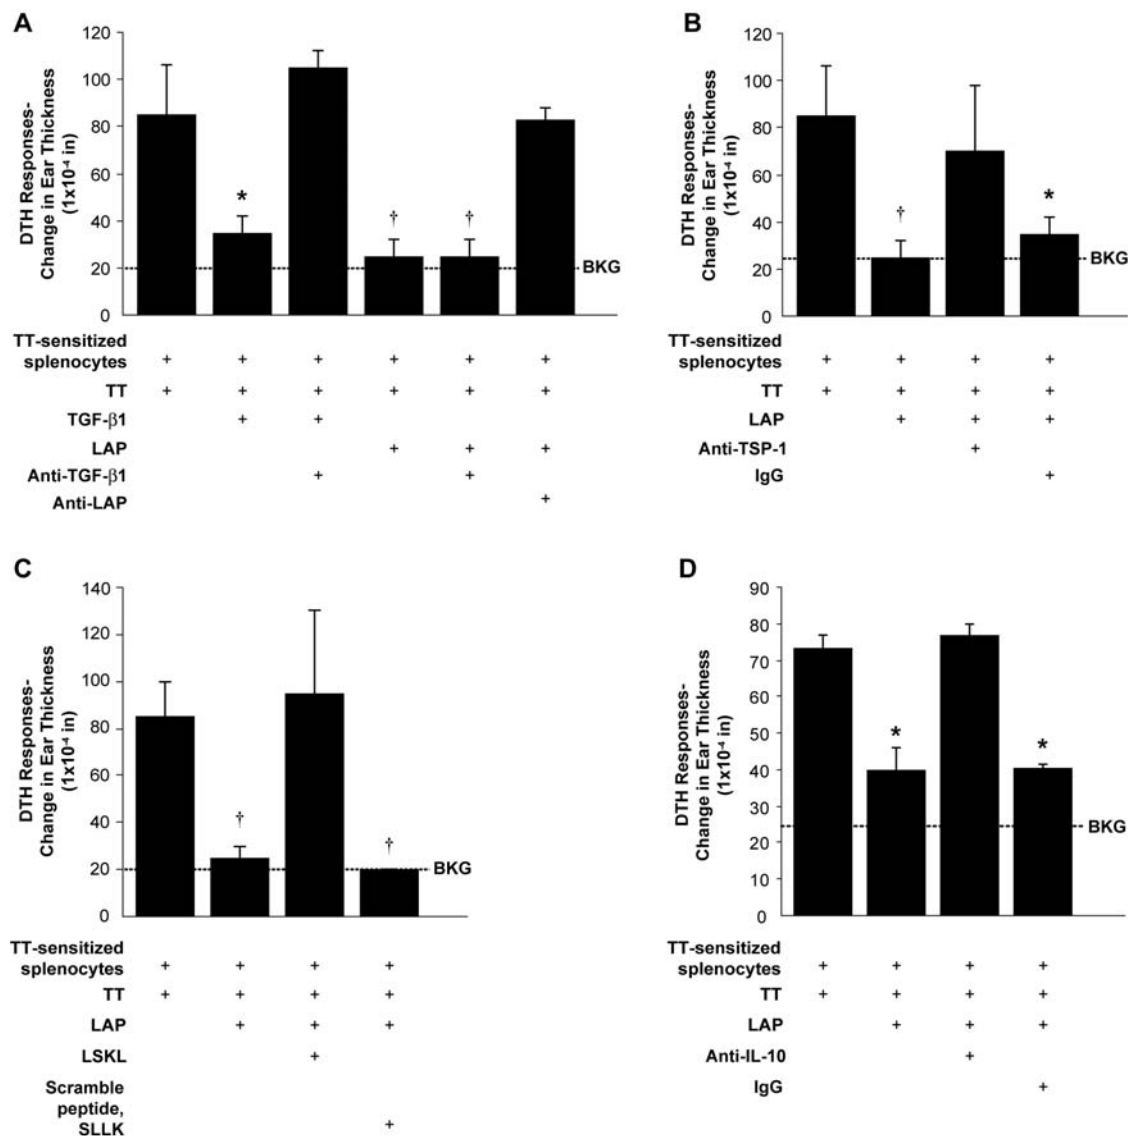 A
DTH Responses-
Change in Ear Thickness
(1x10⁻⁴ in)
120
100
80
60
40
20
0
*
†
†
BKG
TT-sensitized
splenocytes + + + + + +
TT + + + + + +
TGF-β1 + +
LAP + + +
Anti-TGF-β1 + +
Anti-LAP +
B
DTH Responses-
Change in Ear Thickness
(1x10⁻⁴ in)
120
100
80
60
40
20
0
†
*
BKG
TT-sensitized
splenocytes + + + +
TT + + + +
LAP + + +
Anti-TSP-1 +
IgG +
C
DTH Responses-
Change in Ear Thickness
(1x10⁻⁴ in)
140
120
100
80
60
40
20
0
†
†
BKG
TT-sensitized
splenocytes + + + +
TT + + + +
LAP + + +
LSKL +
Scramble
peptide,
SLLK +
D
DTH Responses-
Change in Ear Thickness
(1x10⁻⁴ in)
90
80
70
60
50
40
30
20
10
0
*
*
BKG
TT-sensitized
splenocytes + + + +
TT + + + +
LAP + + +
Anti-IL-10 +
IgG +